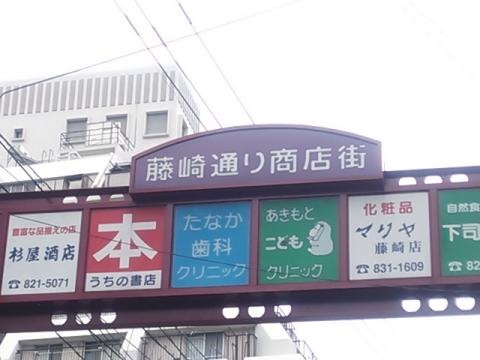 藤崎通り商店街
豊富な品揃えの店
杉屋酒店
☎821-5071
本
うちの書店
たなか
歯科
クリニック
あきもと
こども
クリニック
化粧品
マリヤ
藤崎店
☎831-1609
自然食
下司
☎82